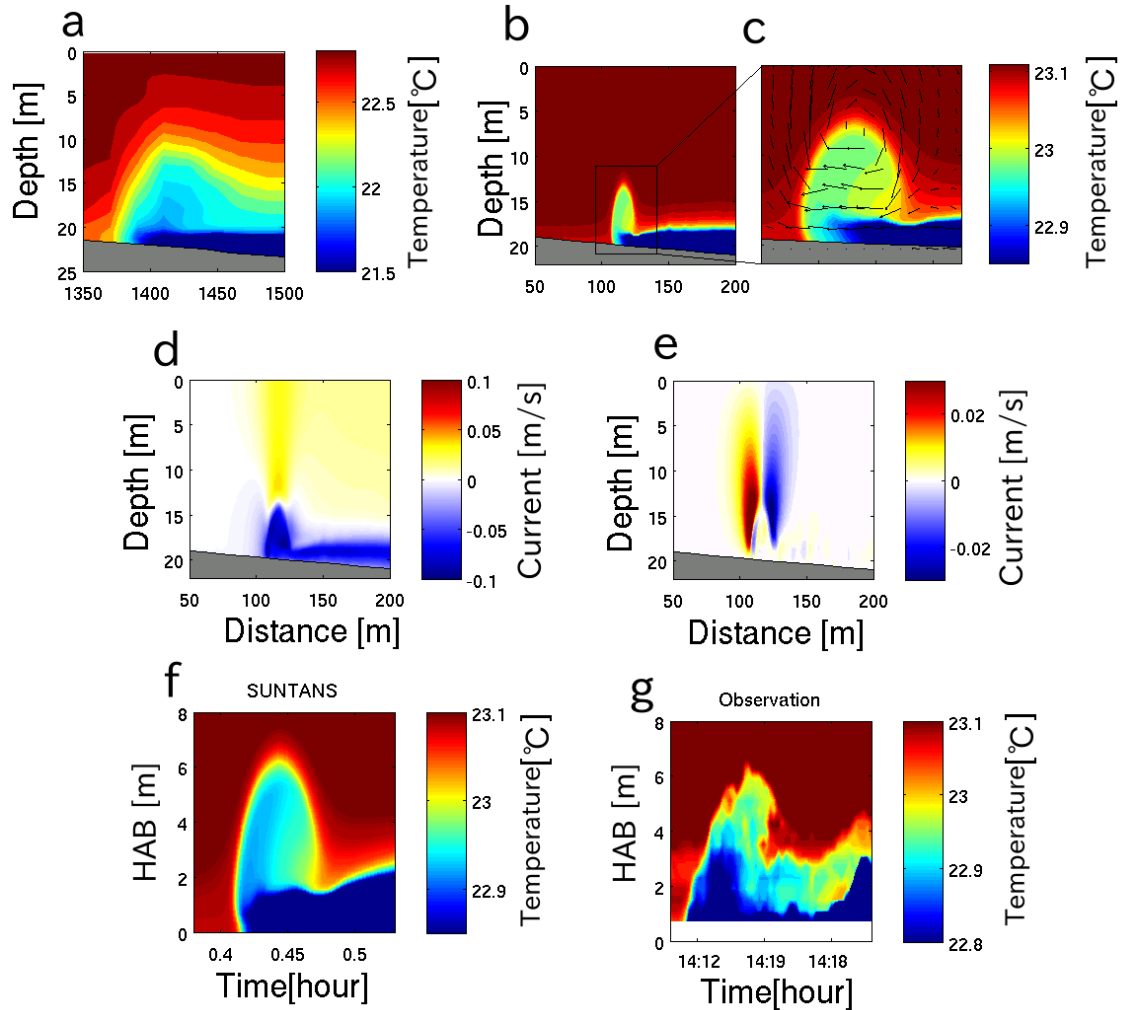 a
b
c
0
5
10
15
20
25
1350
1400
1450
1500
Depth [m]
22.5
22
21.5
Temperature[℃]
0
5
10
15
20
50
100
150
200
Depth [m]
23.1
23
22.9
Temperature[℃]
d
e
0
5
10
15
20
50
100
150
200
Depth [m]
Distance [m]
0.1
0.05
0
-0.05
-0.1
Current [m/s]
0
5
10
15
20
50
100
150
200
Depth [m]
Distance [m]
0.02
0
-0.02
Current [m/s]
f
SUNTANS
8
6
4
2
0
0.4
0.45
0.5
HAB [m]
Time[hour]
23.1
23
22.9
Temperature[℃]
g
Observation
8
6
4
2
0
14:12
14:19
14:18
HAB [m]
Time[hour]
23.1
23
22.9
22.8
Temperature[℃]